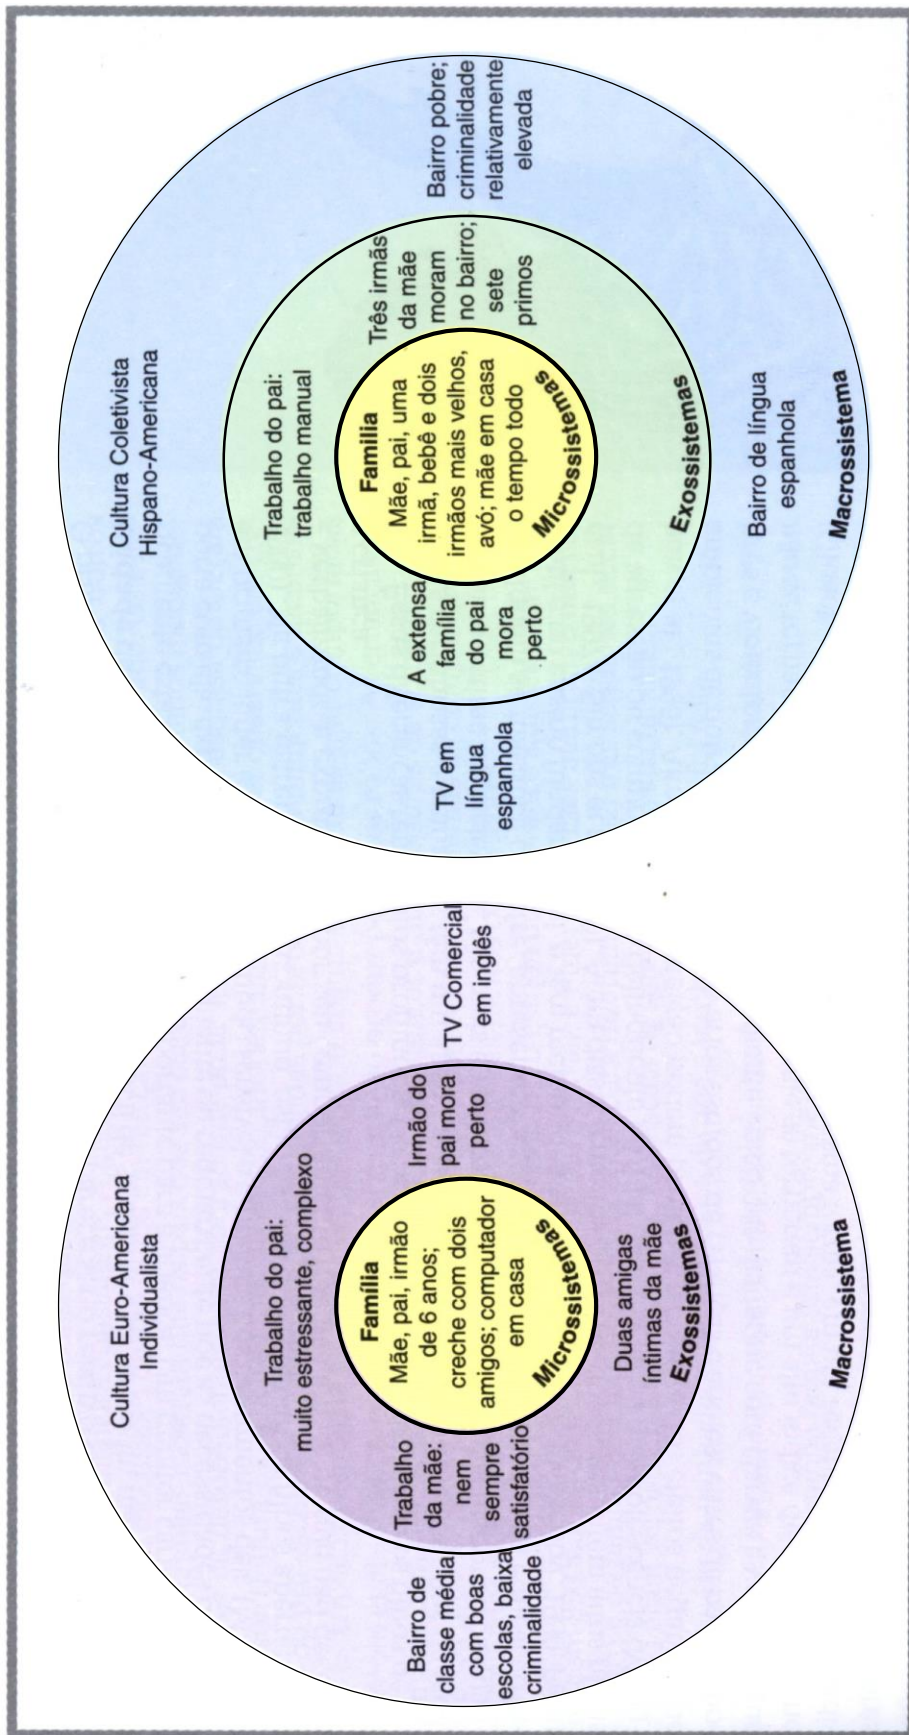 Cultura Euro-Americana
Individualista
Trabalho do pai:
muito estressante, complexo
Bairro de
classe média
com boas
escolas, baixa
criminalidade
Trabalho
da mãe:
nem
sempre
satisfatório
Família
Mãe, pai, irmão
de 6 anos;
creche com dois
amigos; computador
em casa
Microssistemas
Irmão do
pai mora
perto
TV Comercial
em inglês
Duas amigas
íntimas da mãe
Exossistemas
Macrossistema
Cultura Coletivista
Hispano-Americana
Trabalho do pai:
trabalho manual
TV em
língua
espanhola
A extensa
família
do pai
mora
perto
Família
Mãe, pai, uma
irmã, bebê e dois
irmãos mais velhos,
avó; mãe em casa
o tempo todo
Microssistemas
Três irmãs
da mãe
moram
no bairro;
sete
primos
Bairro pobre;
criminalidade
relativamente
elevada
Exossistemas
Bairro de língua
espanhola
Macrossistema